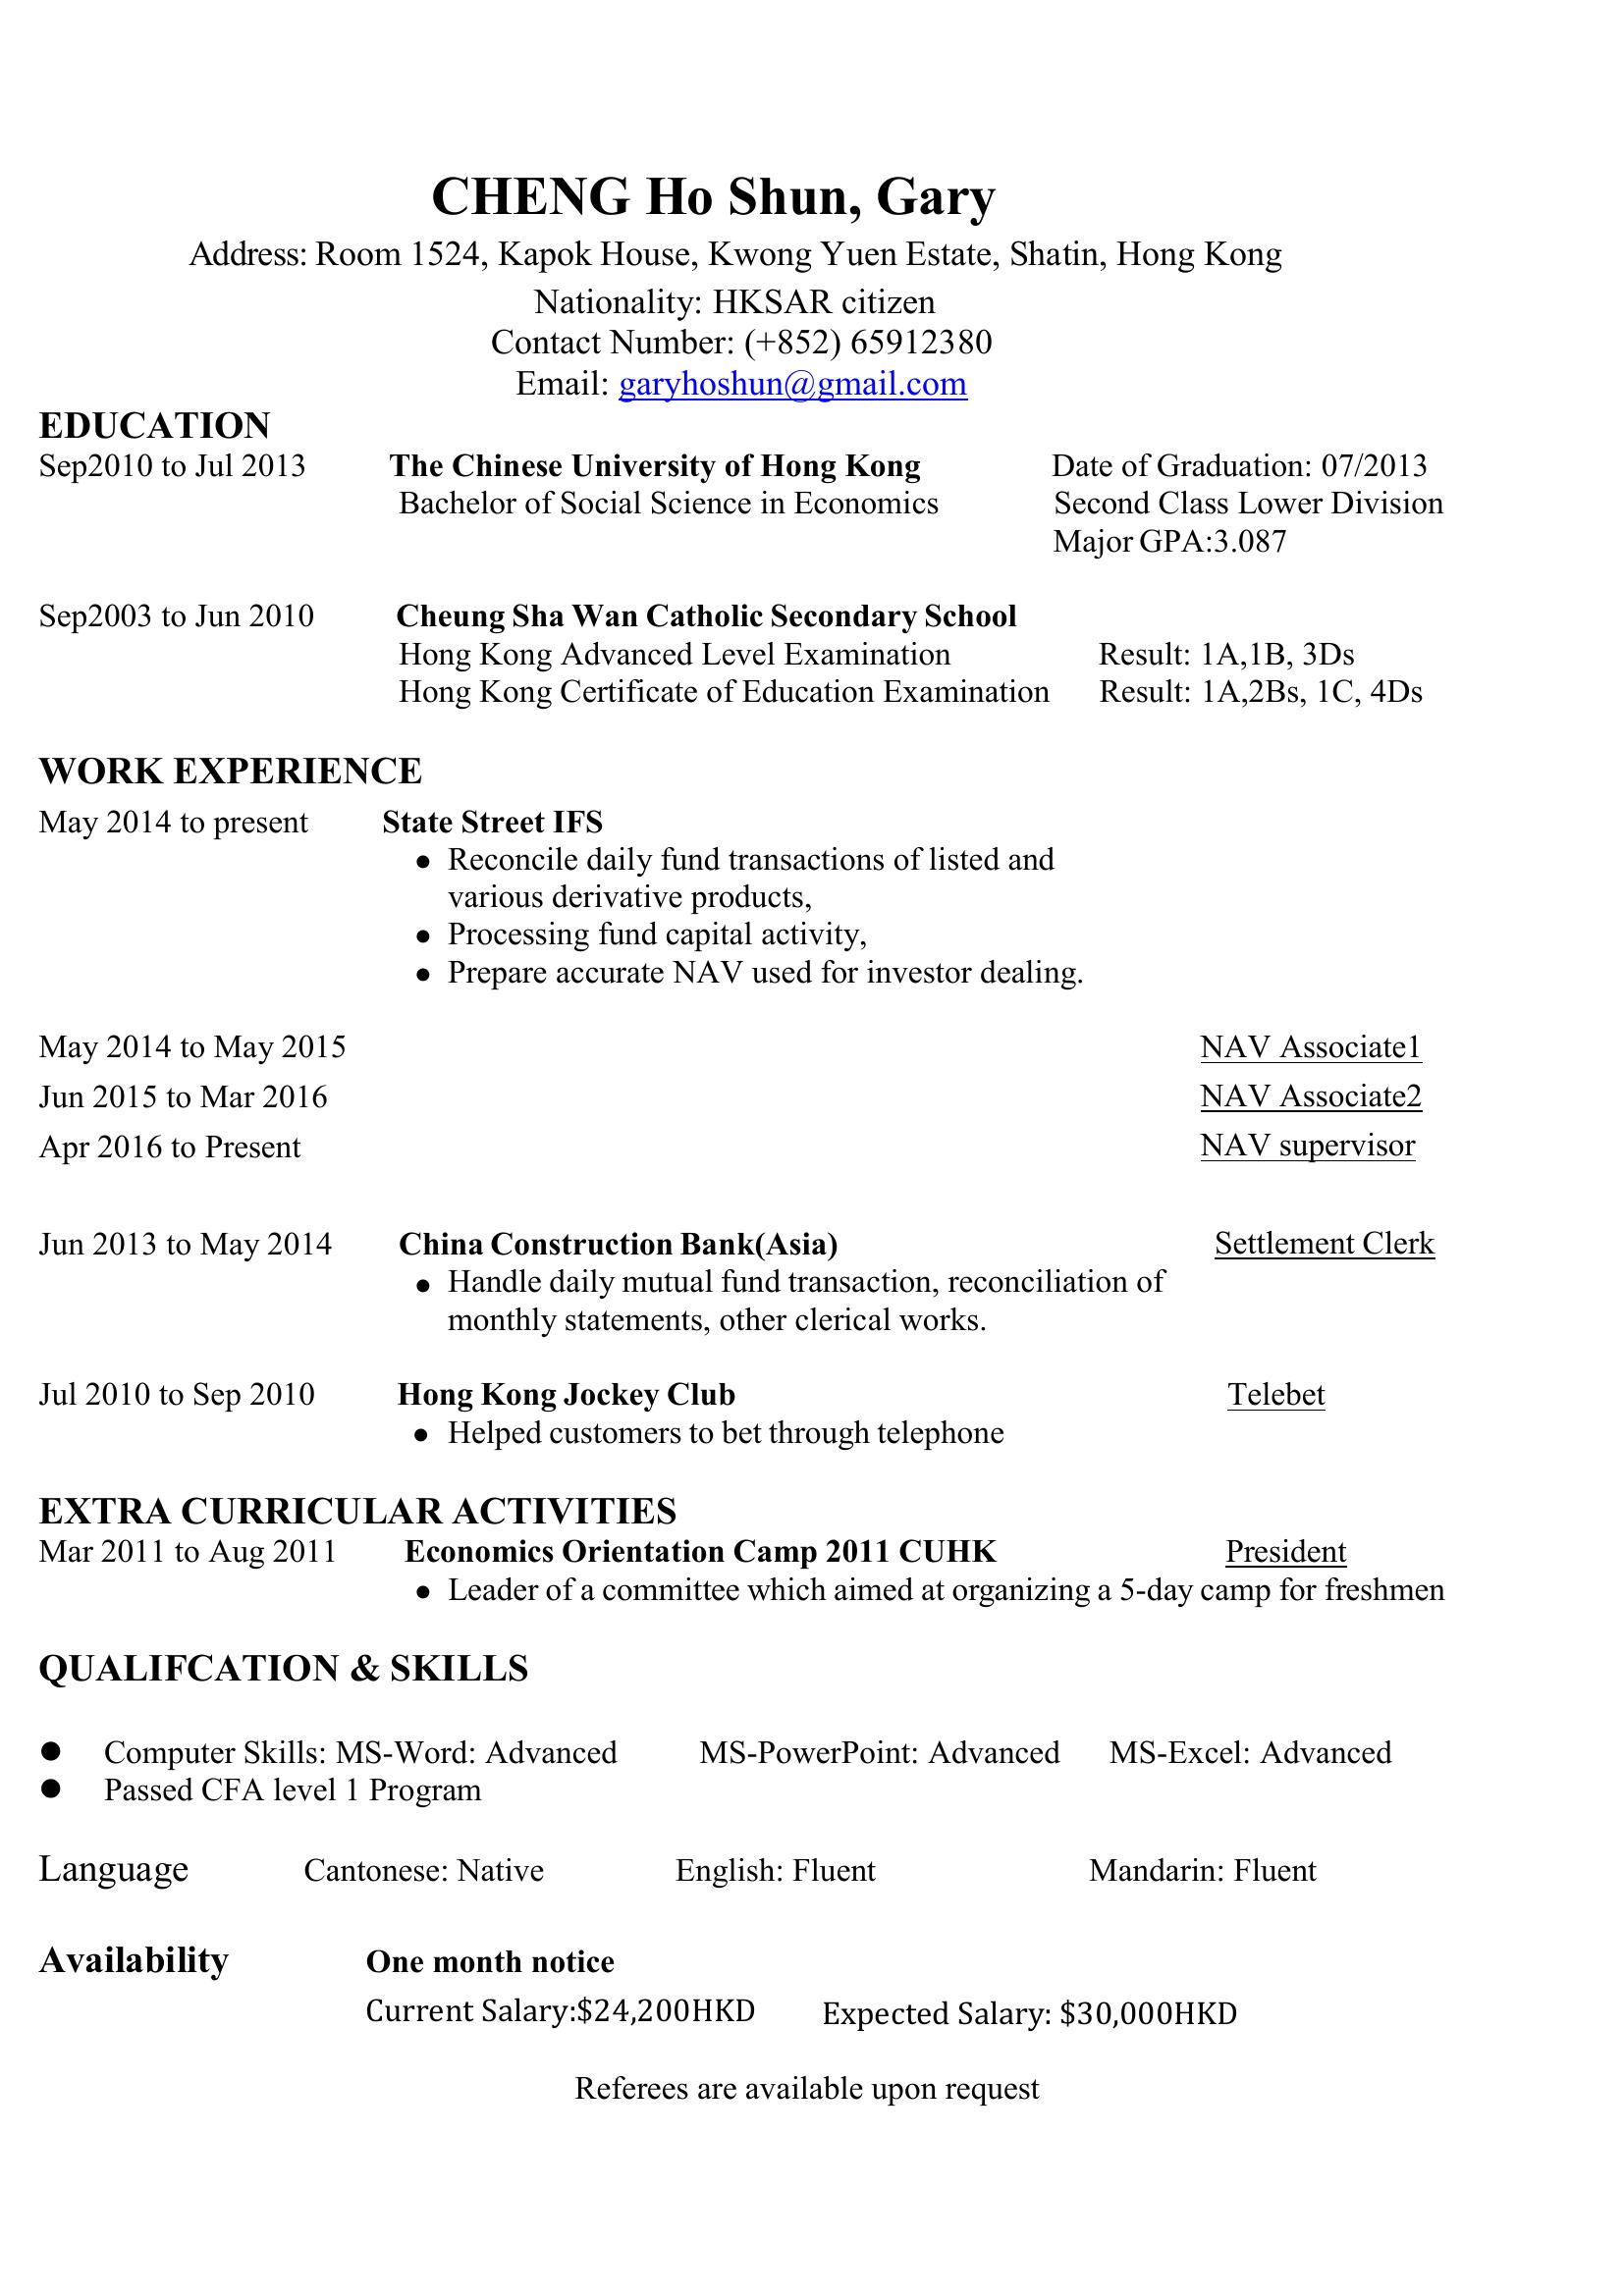 CHENG Ho Shun, Gary
Address: Room 1524, Kapok House, Kwong Yuen Estate, Shatin, Hong Kong
Nationality: HKSAR citizen
Contact Number: (+852) 65912380
Email: garyhoshun@gmail.com
EDUCATION
Sep2010 to Jul 2013 The Chinese University of Hong Kong Date of Graduation: 07/2013
Bachelor of Social Science in Economics Second Class Lower Division
Major GPA:3.087
Sep2003 to Jun 2010 Cheung Sha Wan Catholic Secondary School
Hong Kong Advanced Level Examination Result: 1A,1B, 3Ds
Hong Kong Certificate of Education Examination Result: 1A,2Bs, 1C, 4Ds
WORK EXPERIENCE
May 2014 to present State Street IFS
● Reconcile daily fund transactions of listed and
various derivative products,
● Processing fund capital activity,
● Prepare accurate NAV used for investor dealing.
May 2014 to May 2015 NAV Associate1
Jun 2015 to Mar 2016 NAV Associate2
Apr 2016 to Present NAV supervisor
Jun 2013 to May 2014 China Construction Bank(Asia) Settlement Clerk
● Handle daily mutual fund transaction, reconciliation of
monthly statements, other clerical works.
Jul 2010 to Sep 2010 Hong Kong Jockey Club Telebet
● Helped customers to bet through telephone
EXTRA CURRICULAR ACTIVITIES
Mar 2011 to Aug 2011 Economics Orientation Camp 2011 CUHK President
● Leader of a committee which aimed at organizing a 5-day camp for freshmen
QUALIFCATION & SKILLS
● Computer Skills: MS-Word: Advanced MS-PowerPoint: Advanced MS-Excel: Advanced
● Passed CFA level 1 Program
Language Cantonese: Native English: Fluent Mandarin: Fluent
Availability One month notice
Current Salary:$24,200HKD Expected Salary: $30,000HKD
Referees are available upon request